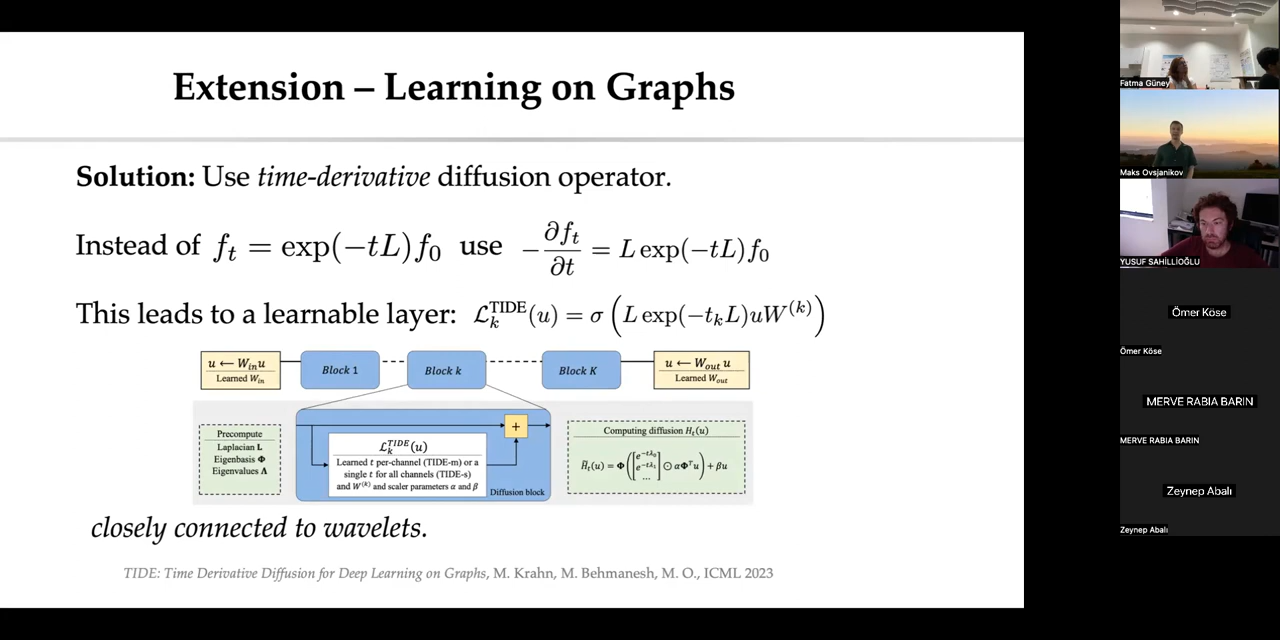 Extension – Learning on Graphs
Solution: Use time-derivative diffusion operator.
Instead of f_t = exp(−tL)f_0 use −∂f_t/∂t = L exp(−tL)f_0
This leads to a learnable layer: ℒ_k^TIDE(u) = σ(L exp(−t_k L)uW^(k))
u ← W_in u
Learned W_in
Block 1
Block k
Block K
u ← W_out u
Learned W_out
Precompute
Laplacian L
Eigenbasis Φ
Eigenvalues Λ
ℒ_k^TIDE(u)
Learned t per-channel (TIDE-m) or a
single t for all channels (TIDE-s)
and W^(k) and scaler parameters α and β
+
Diffusion block
Computing diffusion H_t(u)
H̃_t(u) = Φ([e^−tλ_0 e^−tλ_1 ...] ⊙ αΦ^T u) + βu
closely connected to wavelets.
TIDE: Time Derivative Diffusion for Deep Learning on Graphs, M. Krahn, M. Behmanesh, M. O., ICML 2023
Fatma Güney
Maks Ovsjanikov
YUSUF SAHİLLİOĞLU
Ömer Köse
Ömer Köse
MERVE RABIA BARIN
MERVE RABIA BARIN
Zeynep Abalı
Zeynep Abalı